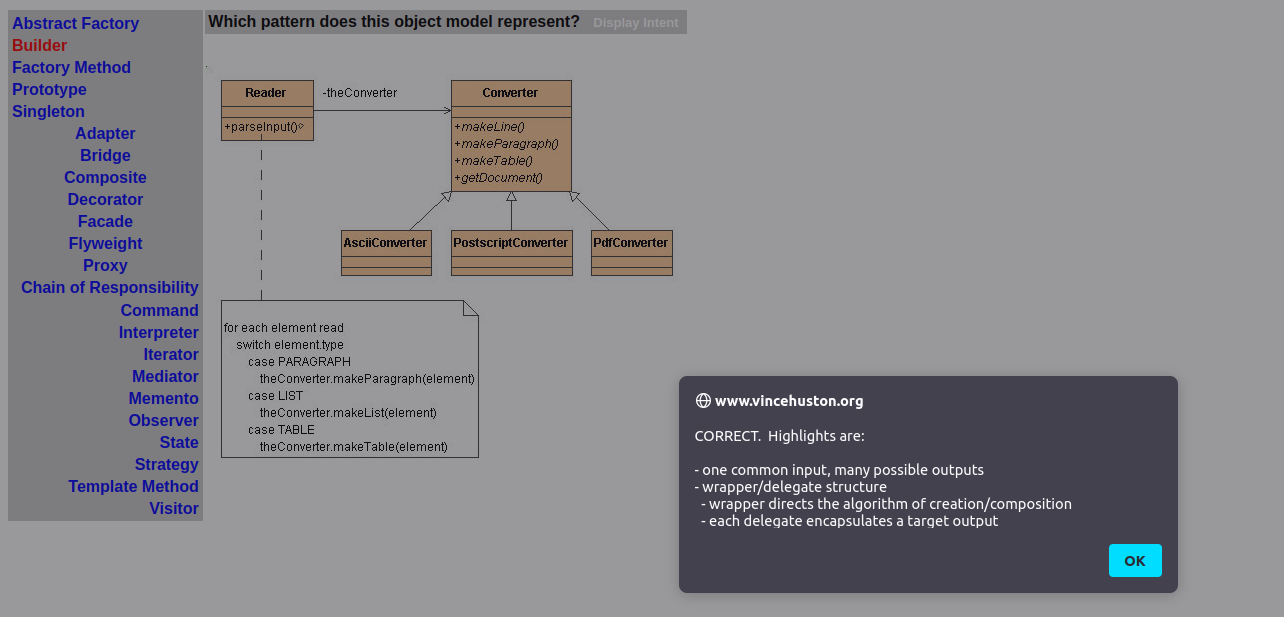 Abstract Factory
Builder
Factory Method
Prototype
Singleton
Adapter
Bridge
Composite
Decorator
Facade
Flyweight
Proxy
Chain of Responsibility
Command
Interpreter
Iterator
Mediator
Memento
Observer
State
Strategy
Template Method
Visitor
Which pattern does this object model represent? Display Intent
Reader
+parseInput()
-theConverter
Converter
+makeLine()
+makeParagraph()
+makeTable()
+getDocument()
AsciiConverter
PostscriptConverter
PdfConverter
for each element read
switch element.type
case PARAGRAPH
theConverter.makeParagraph(element)
case LIST
theConverter.makeList(element)
case TABLE
theConverter.makeTable(element)
www.vincehuston.org
CORRECT. Highlights are:
- one common input, many possible outputs
- wrapper/delegate structure
- wrapper directs the algorithm of creation/composition
- each delegate encapsulates a target output
OK